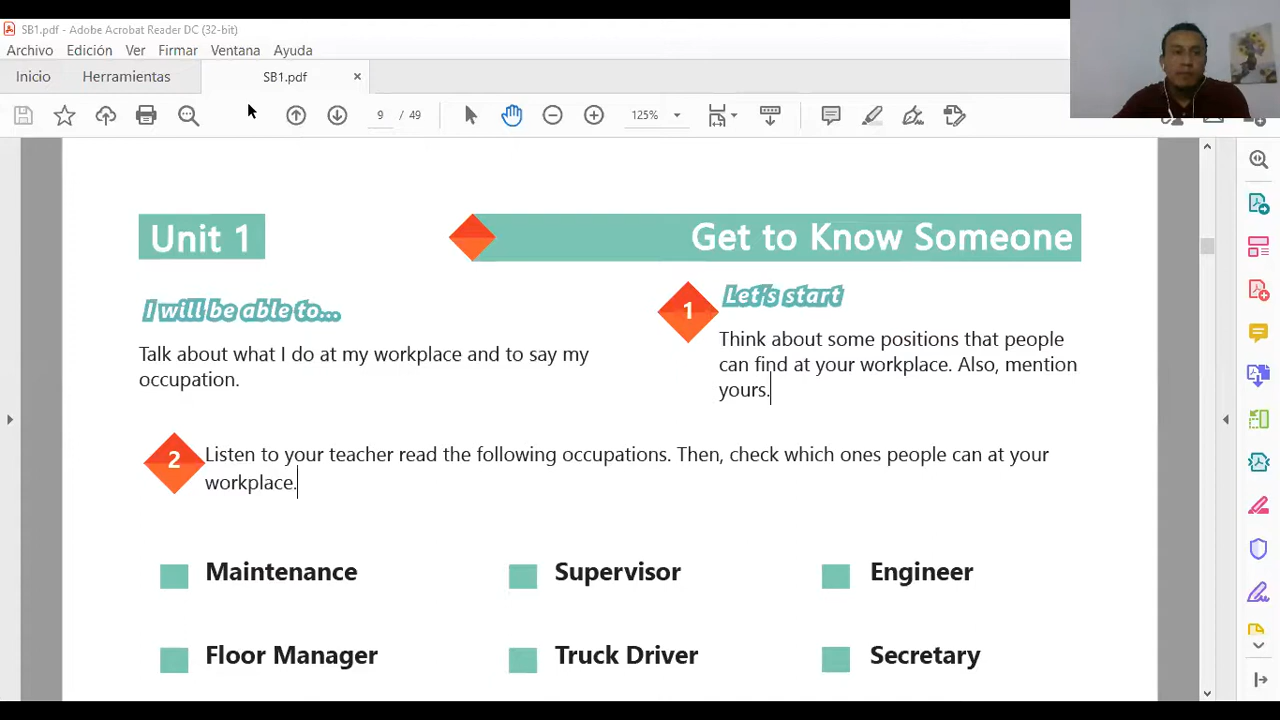 SB1.pdf - Adobe Acrobat Reader DC (32-bit)
Archivo Edición Ver Firmar Ventana Ayuda
Inicio Herramientas SB1.pdf ×
9 / 49 125%
Unit 1 Get to Know Someone
I will be able to...
Talk about what I do at my workplace and to say my
occupation.
1 Let's start
Think about some positions that people
can find at your workplace. Also, mention
yours.
2 Listen to your teacher read the following occupations. Then, check which ones people can at your
workplace.
Maintenance Supervisor Engineer
Floor Manager Truck Driver Secretary